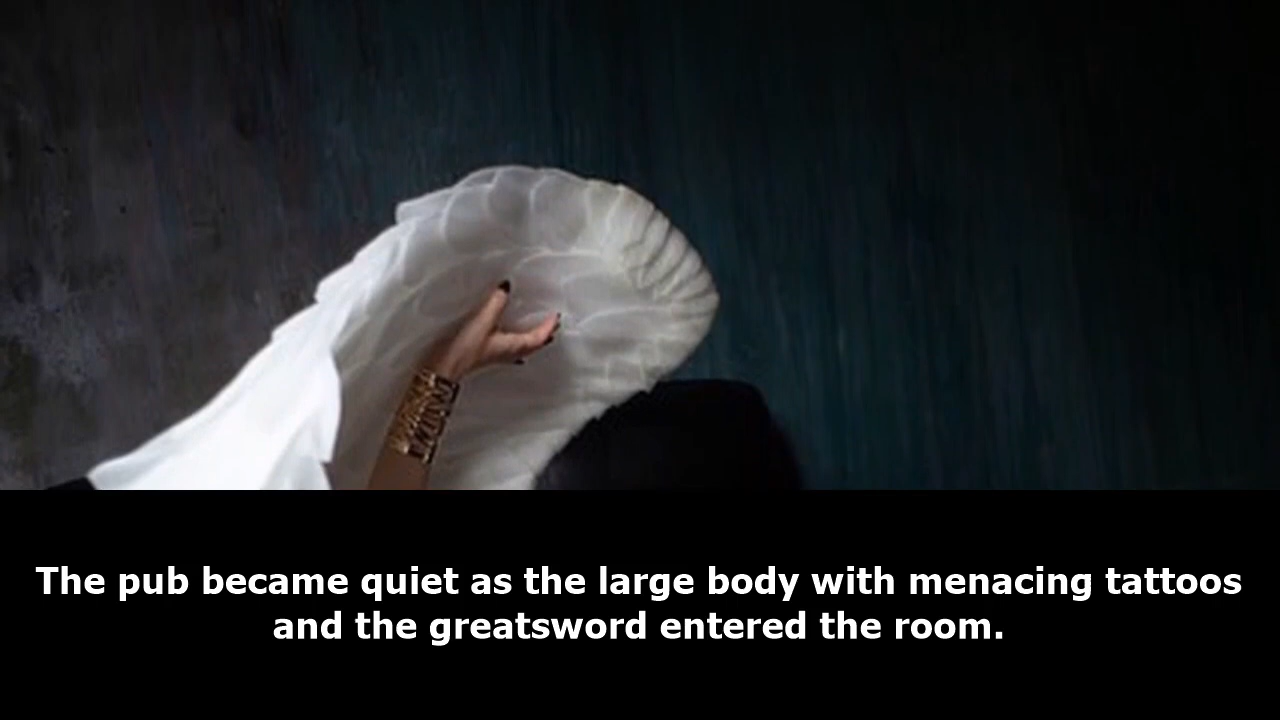 The pub became quiet as the large body with menacing tattoos
and the greatsword entered the room.